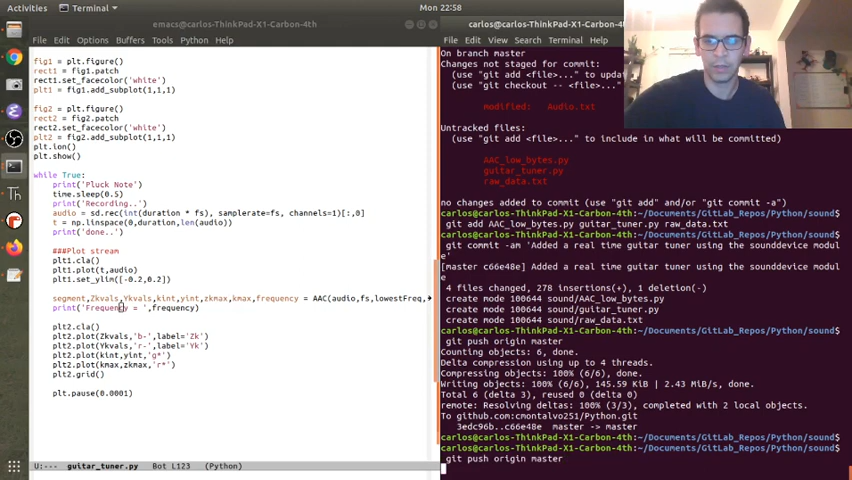 Activities
Terminal
Mon 22:58
emacs@carlos-ThinkPad-X1-Carbon-4th
File Edit Options Buffers Tools Python Help
fig1 = plt.figure()
rect1 = fig1.patch
rect1.set_facecolor('white')
plt1 = fig1.add_subplot(1,1,1)
fig2 = plt.figure()
rect2 = fig2.patch
rect2.set_facecolor('white')
plt2 = fig2.add_subplot(1,1,1)
plt.ion()
plt.show()
while True:
print('Pluck Note')
time.sleep(0.5)
print('Recording..')
audio = sd.rec(int(duration * fs), samplerate=fs, channels=1)[:,0]
t = np.linspace(0,duration,len(audio))
print('done..')
###Plot stream
plt1.cla()
plt1.plot(t,audio)
plt1.set_ylim([-0.2,0.2])
segment,Zkvals,Ykvals,kint,yint,zkmax,kmax,frequency = AAC(audio,fs,lowestFreq,
print('Frequency = ',frequency)
plt2.cla()
plt2.plot(Zkvals,'b-',label='Zk')
plt2.plot(Ykvals,'r-',label='Yk')
plt2.plot(kint,yint,'g*')
plt2.plot(kmax,zkmax,'r*')
plt2.grid()
plt.pause(0.0001)
U:--- guitar_tuner.py Bot L123 (Python)
carlos@carlos-ThinkPad-X1-Carbon-4th:
File Edit View Search Terminal Help
On branch master
Changes not staged for commit:
(use "git add <file>..." to updat
(use "git checkout -- <file>..."
modified: Audio.txt
Untracked files:
(use "git add <file>..." to include in what will be committed)
AAC_low_bytes.py
guitar_tuner.py
raw_data.txt
no changes added to commit (use "git add" and/or "git commit -a")
carlos@carlos-ThinkPad-X1-Carbon-4th:~/Documents/GitLab_Repos/Python/sound$
git add AAC_low_bytes.py guitar_tuner.py raw_data.txt
carlos@carlos-ThinkPad-X1-Carbon-4th:~/Documents/GitLab_Repos/Python/sound$
git commit -am 'Added a real time guitar tuner using the sounddevice modul
e'
[master c66e48e] Added a real time guitar tuner using the sounddevice modu
le
4 files changed, 278 insertions(+), 1 deletion(-)
create mode 100644 sound/AAC_low_bytes.py
create mode 100644 sound/guitar_tuner.py
create mode 100644 sound/raw_data.txt
carlos@carlos-ThinkPad-X1-Carbon-4th:~/Documents/GitLab_Repos/Python/sound$
git push origin master
Counting objects: 6, done.
Delta compression using up to 4 threads.
Compressing objects: 100% (6/6), done.
Writing objects: 100% (6/6), 145.59 KiB | 2.43 MiB/s, done.
Total 6 (delta 3), reused 0 (delta 0)
remote: Resolving deltas: 100% (3/3), completed with 2 local objects.
To github.com:cmontalvo251/Python.git
3edc96b..c66e48e master -> master
carlos@carlos-ThinkPad-X1-Carbon-4th:~/Documents/GitLab_Repos/Python/sound$
carlos@carlos-ThinkPad-X1-Carbon-4th:~/Documents/GitLab_Repos/Python/sound$
git push origin master